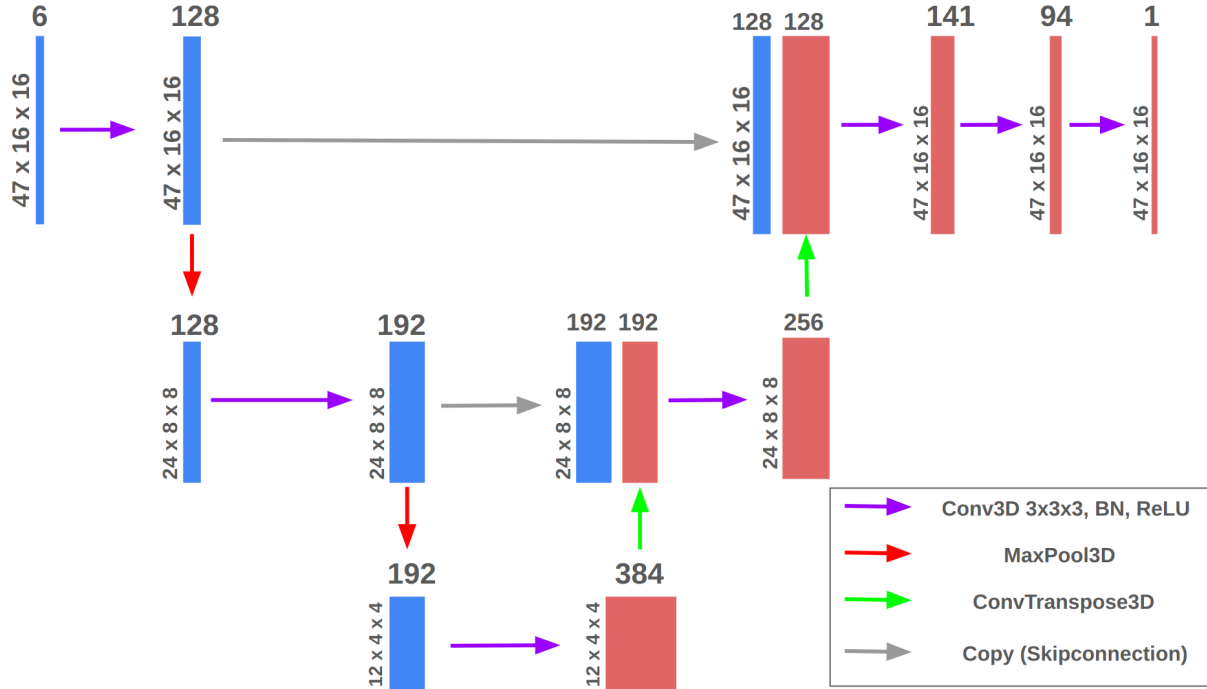 6
128
128 128
141
94
1
47 x 16 x 16
47 x 16 x 16
47 x 16 x 16
47 x 16 x 16
47 x 16 x 16
47 x 16 x 16
128
192
192 192
256
24 x 8 x 8
24 x 8 x 8
24 x 8 x 8
24 x 8 x 8
192
384
12 x 4 x 4
12 x 4 x 4
Conv3D 3x3x3, BN, ReLU
MaxPool3D
ConvTranspose3D
Copy (Skipconnection)